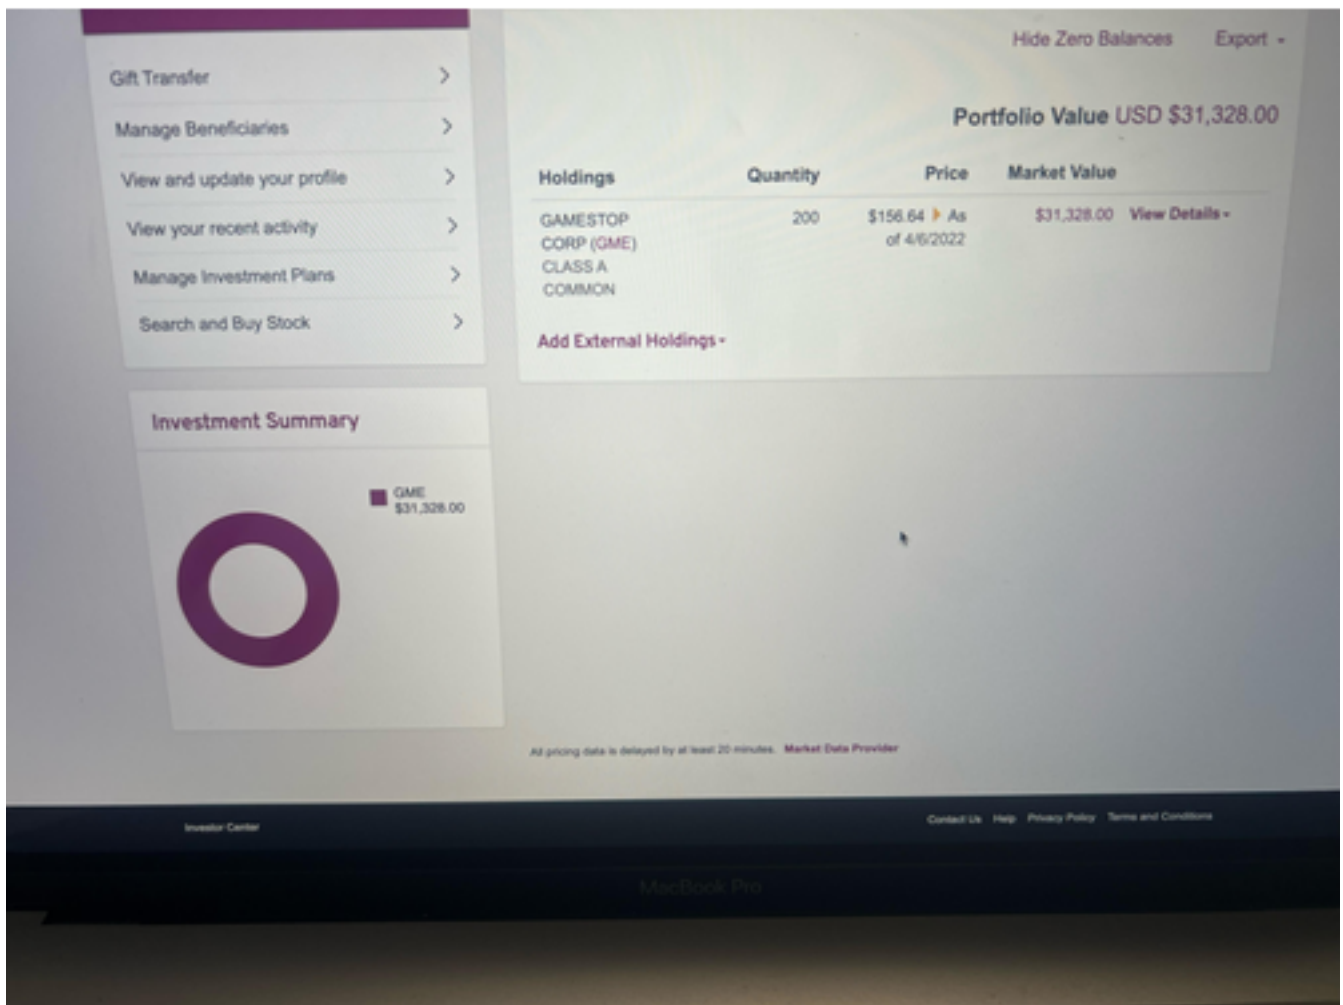 Hide Zero Balances Export
Gift Transfer
Manage Beneficiaries
View and update your profile
View your recent activity
Manage Investment Plans
Search and Buy Stock
Portfolio Value USD $31,328.00
Holdings Quantity Price Market Value
GAMESTOP 200 $156.64 As $31,328.00 View Details
CORP (GME) of 4/6/2022
CLASS A
COMMON
Add External Holdings
Investment Summary
GME
$31,328.00
All pricing data is delayed by at least 20 minutes. Market Data Provider
Investor Center Contact Us Help Privacy Policy Terms and Conditions
MacBook Pro